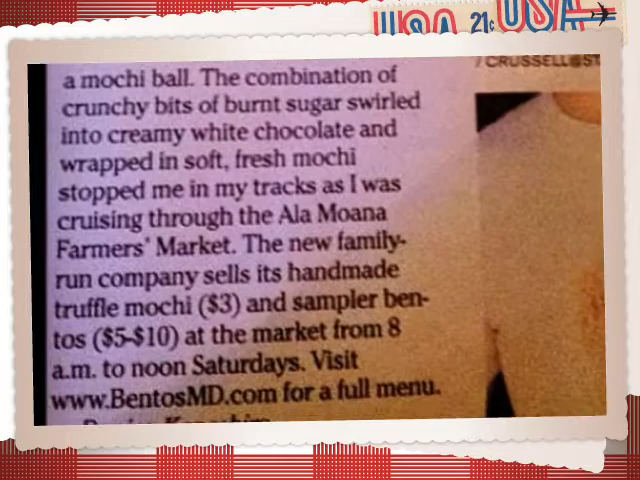 USA 21c USA
/ CRUSSELL@ST
a mochi ball. The combination of
crunchy bits of burnt sugar swirled
into creamy white chocolate and
wrapped in soft, fresh mochi
stopped me in my tracks as I was
cruising through the Ala Moana
Farmers' Market. The new family-
run company sells its handmade
truffle mochi ($3) and sampler ben-
tos ($5-$10) at the market from 8
a.m. to noon Saturdays. Visit
www.BentosMD.com for a full menu.